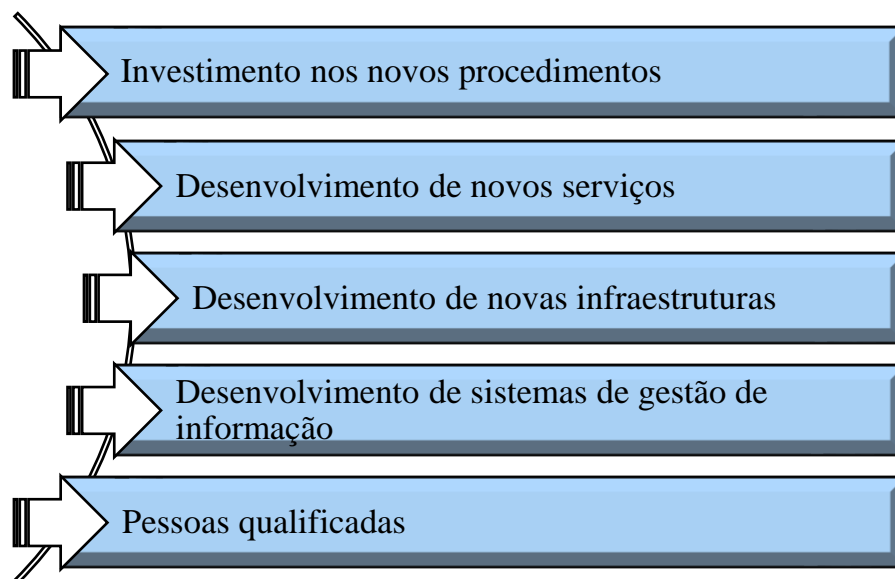 Investimento nos novos procedimentos
Desenvolvimento de novos serviços
Desenvolvimento de novas infraestruturas
Desenvolvimento de sistemas de gestão de
informação
Pessoas qualificadas